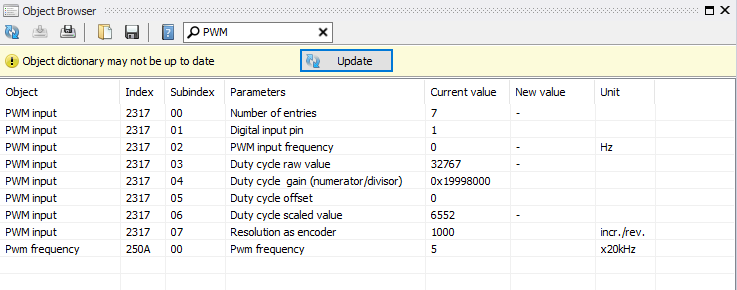 Object Browser
PWM
Object dictionary may not be up to date Update
Object Index Subindex Parameters Current value New value Unit
PWM input 2317 00 Number of entries 7 -
PWM input 2317 01 Digital input pin 1
PWM input 2317 02 PWM input frequency 0 - Hz
PWM input 2317 03 Duty cycle raw value 32767 -
PWM input 2317 04 Duty cycle  gain (numerator/divisor) 0x19998000
PWM input 2317 05 Duty cycle offset 0
PWM input 2317 06 Duty cycle scaled value 6552 -
PWM input 2317 07 Resolution as encoder 1000 incr./rev.
Pwm frequency 250A 00 Pwm frequency 5 x20kHz